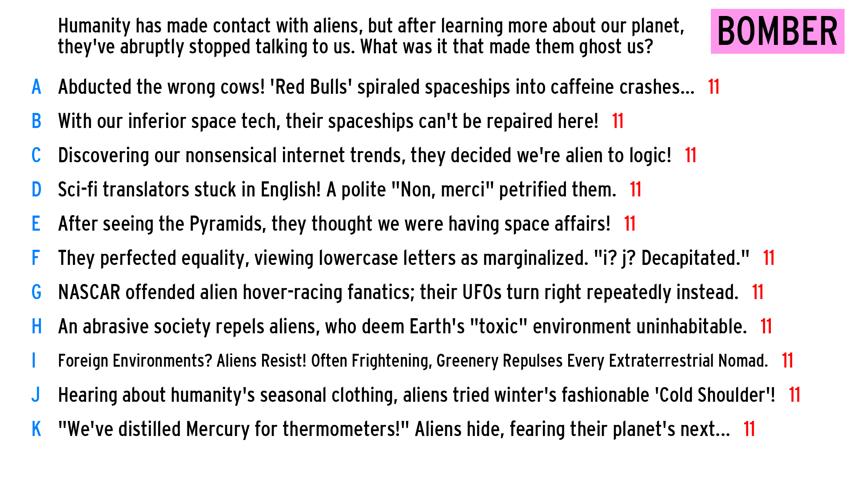 Humanity has made contact with aliens, but after learning more about our planet,
they've abruptly stopped talking to us. What was it that made them ghost us?
BOMBER
A Abducted the wrong cows! 'Red Bulls' spiraled spaceships into caffeine crashes... 11
B With our inferior space tech, their spaceships can't be repaired here! 11
C Discovering our nonsensical internet trends, they decided we're alien to logic! 11
D Sci-fi translators stuck in English! A polite "Non, merci" petrified them. 11
E After seeing the Pyramids, they thought we were having space affairs! 11
F They perfected equality, viewing lowercase letters as marginalized. "i? j? Decapitated." 11
G NASCAR offended alien hover-racing fanatics; their UFOs turn right repeatedly instead. 11
H An abrasive society repels aliens, who deem Earth's "toxic" environment uninhabitable. 11
I Foreign Environments? Aliens Resist! Often Frightening, Greenery Repulses Every Extraterrestrial Nomad. 11
J Hearing about humanity's seasonal clothing, aliens tried winter's fashionable 'Cold Shoulder'! 11
K "We've distilled Mercury for thermometers!" Aliens hide, fearing their planet's next... 11